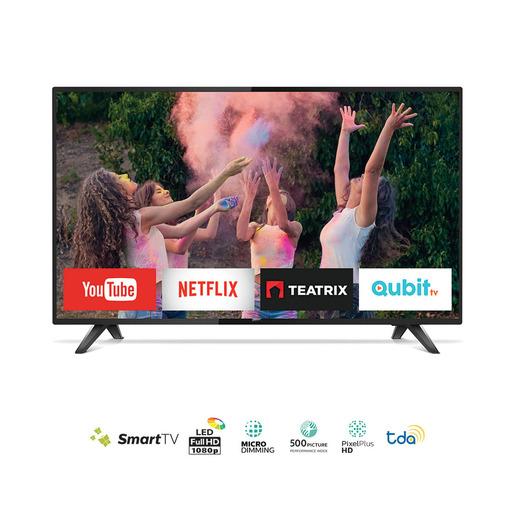 YouTube
NETFLIX
TEATRIX
Qubit tv
SmartTV
LED
Full HD
1080p
MICRO
DIMMING
500 PICTURE
PERFORMANCE INDEX
PixelPlus
HD
tda